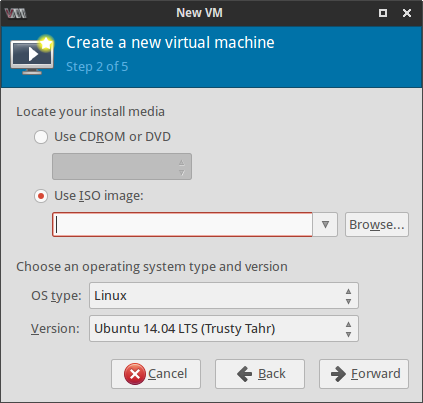 New VM
Create a new virtual machine
Step 2 of 5
Locate your install media
Use CDROM or DVD
Use ISO image:
Browse...
Choose an operating system type and version
OS type: Linux
Version: Ubuntu 14.04 LTS (Trusty Tahr)
Cancel Back Forward